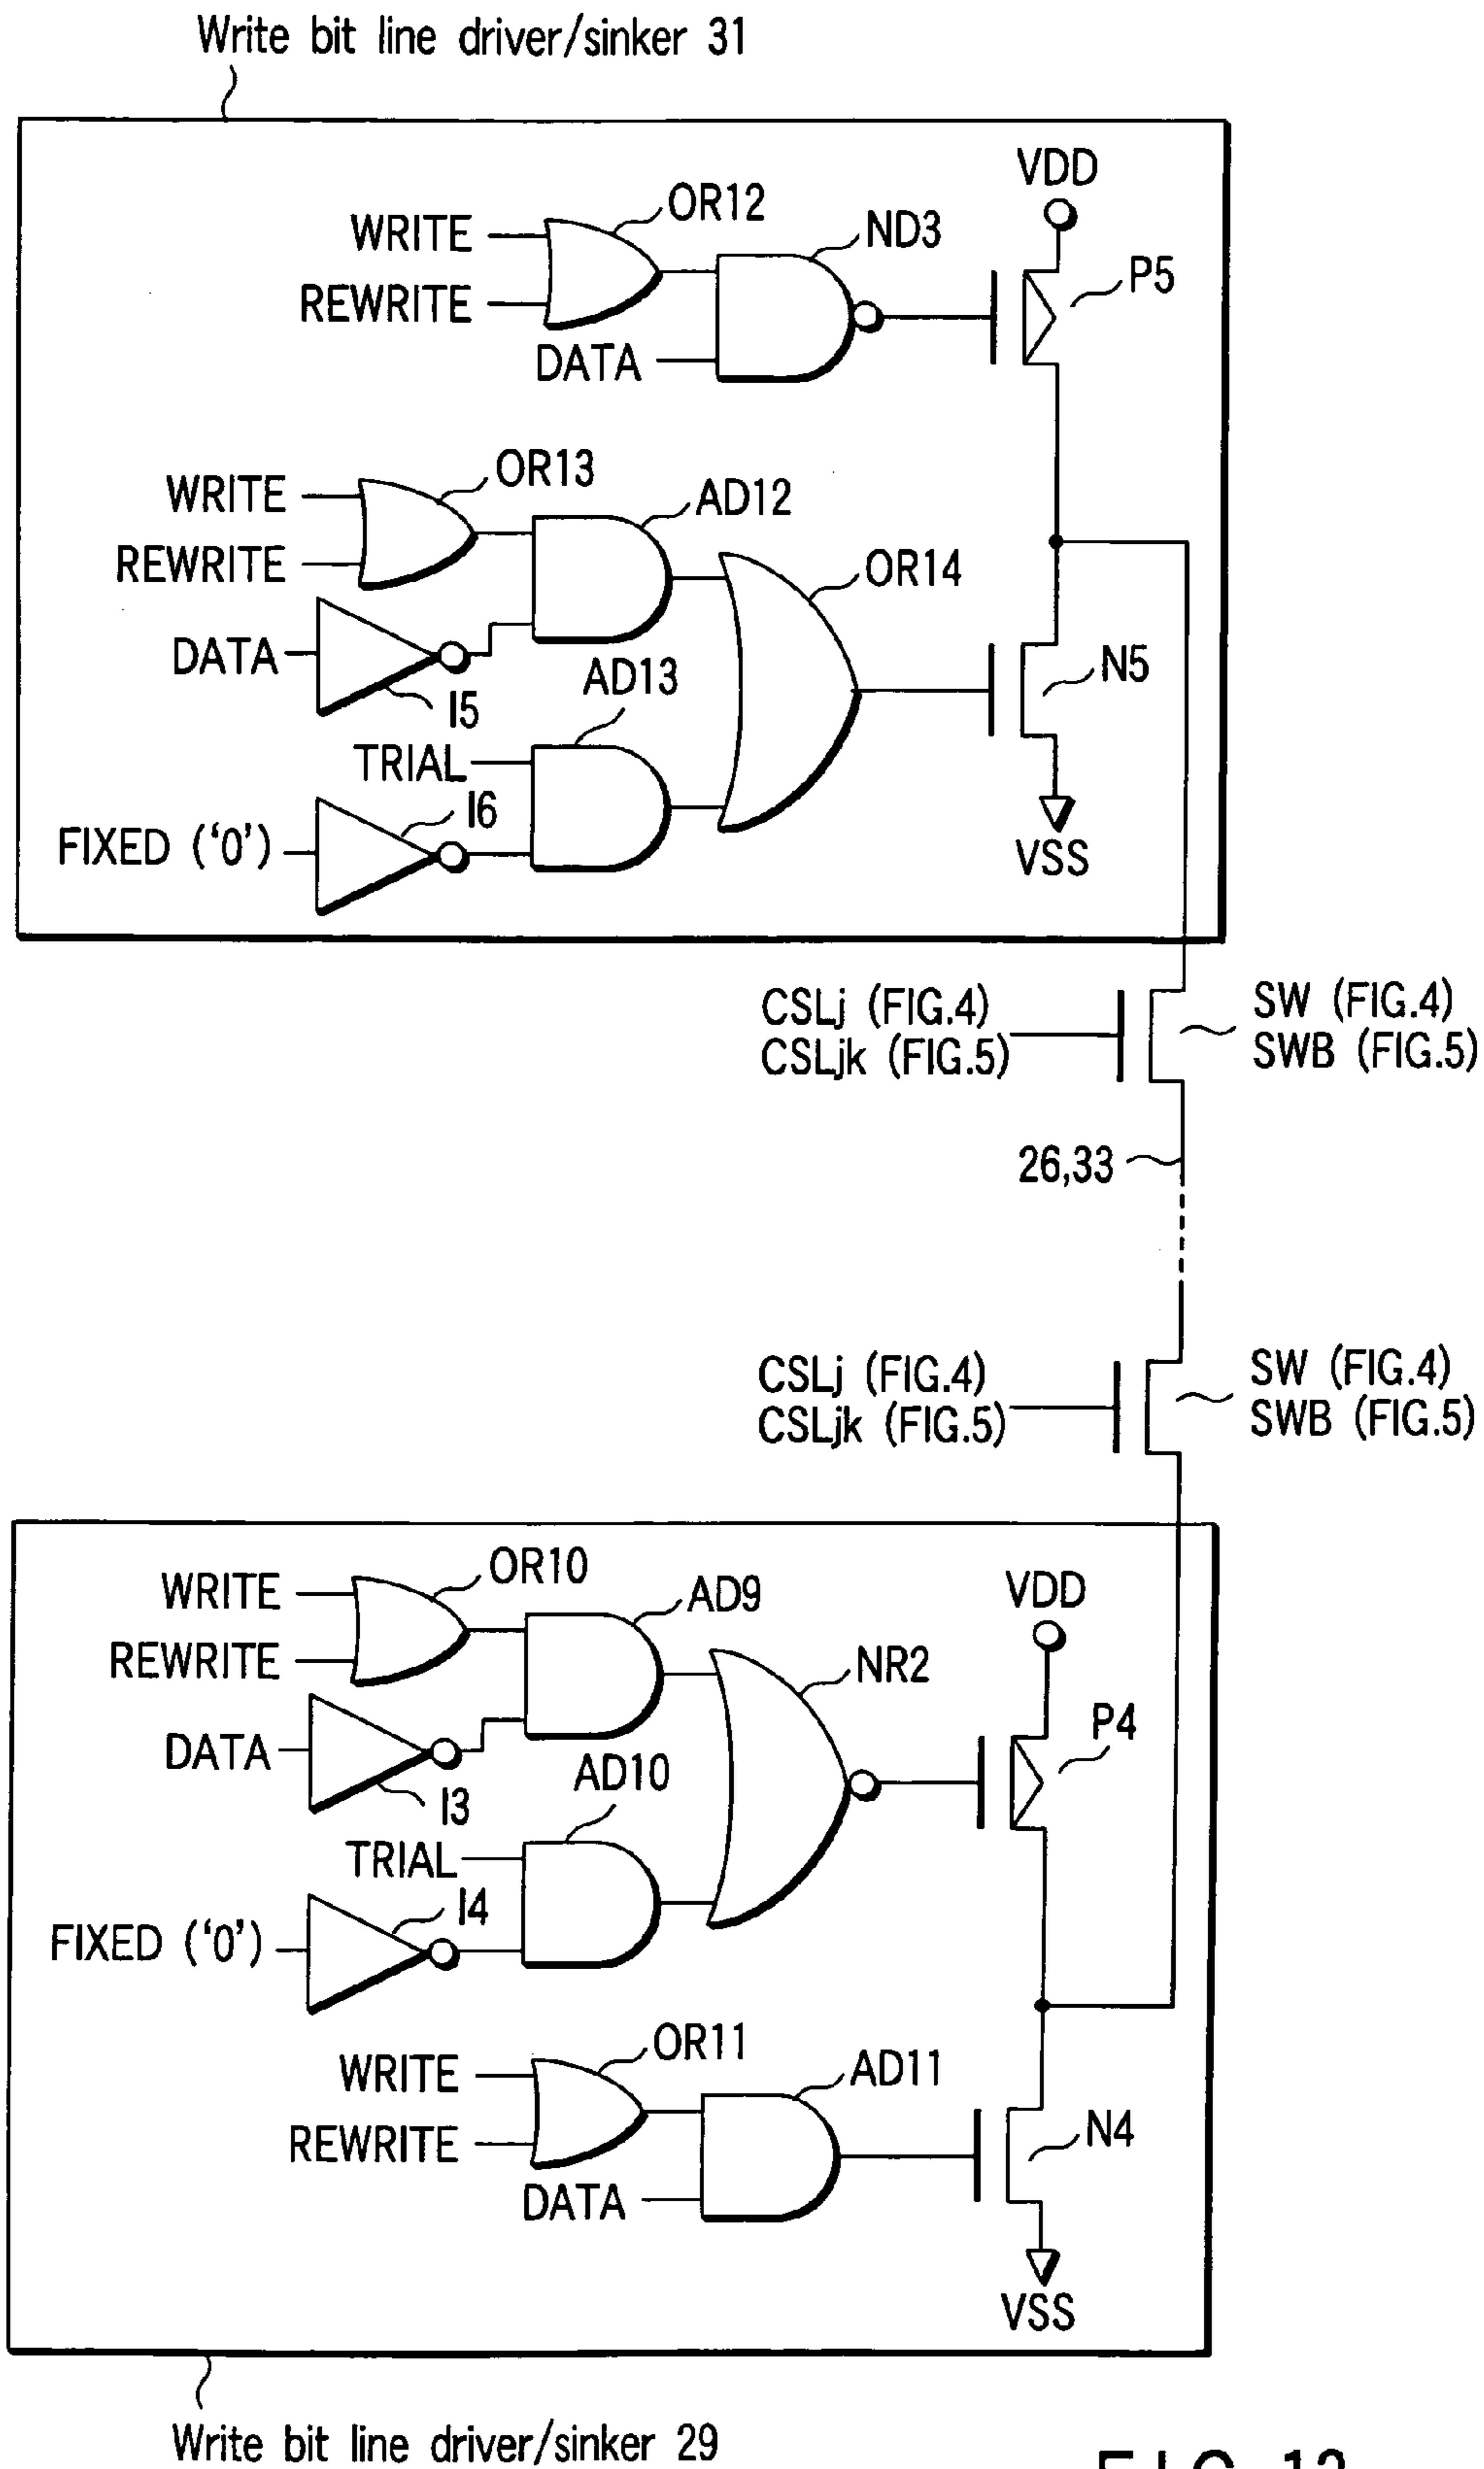 Write bit line driver/sinker 31
VDD
OR12
WRITE
ND3
REWRITE
P5
DATA
OR13
WRITE
AD12
REWRITE
OR14
DATA
I5
AD13
N5
TRIAL
I6
FIXED ('0')
VSS
CSLj (FIG.4)
CSLjk (FIG.5)
SW (FIG.4)
SWB (FIG.5)
26,33
CSLj (FIG.4)
CSLjk (FIG.5)
SW (FIG.4)
SWB (FIG.5)
OR10
WRITE
AD9
VDD
REWRITE
NR2
DATA
I3
AD10
P4
TRIAL
I4
FIXED ('0')
OR11
WRITE
AD11
REWRITE
N4
DATA
VSS
Write bit line driver/sinker 29